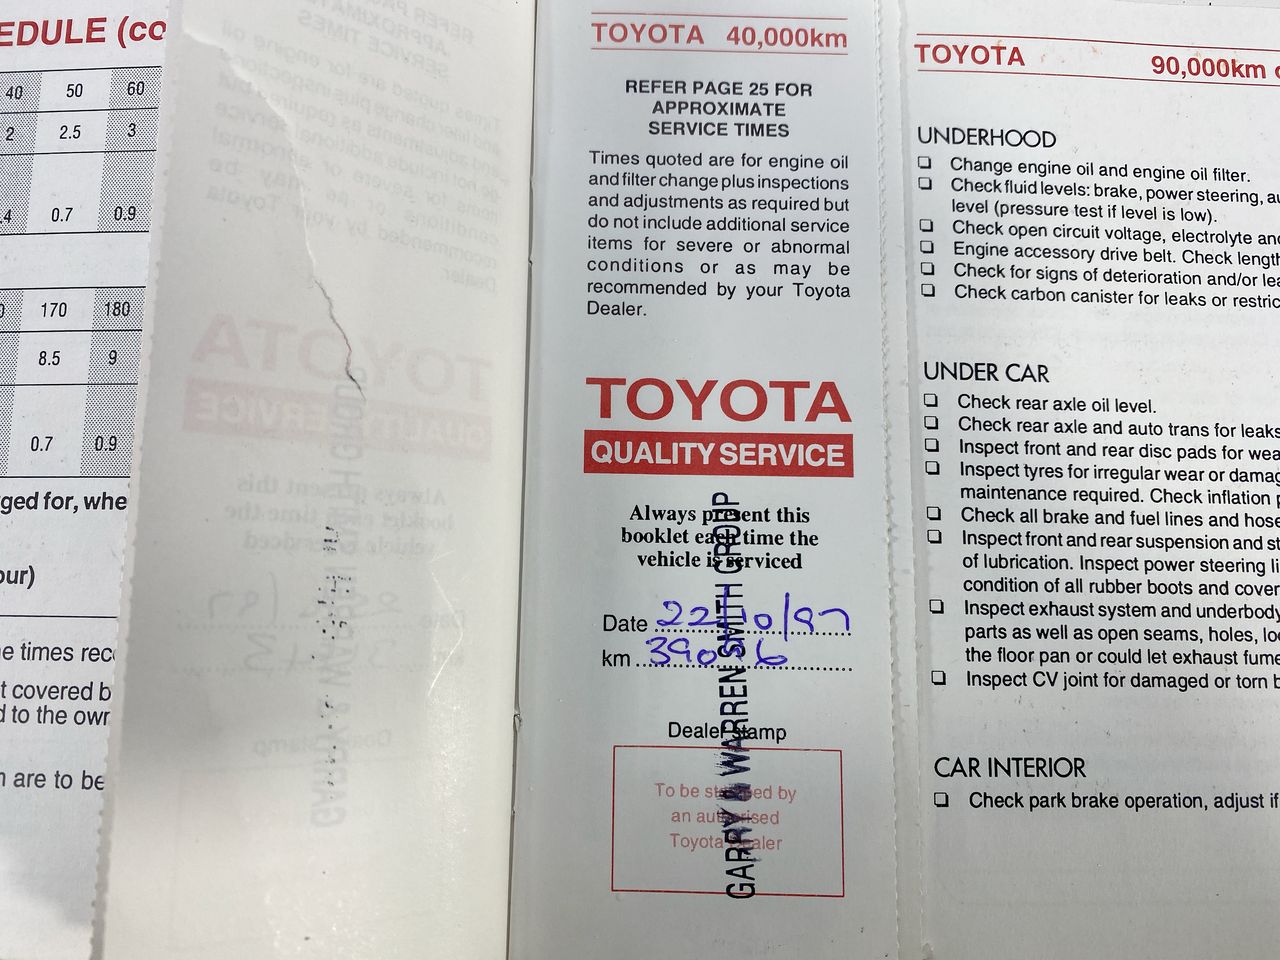 EDULE (co
40 50 60
2 2.5 3
.4 0.7 0.9
170 180
8.5 9
0.7 0.9
ged for, whe
our)
e times rec
t covered b
d to the owr
n are to be
TOYOTA 40,000km
REFER PAGE 25 FOR
APPROXIMATE
SERVICE TIMES
Times quoted are for engine oil
and filter change plus inspections
and adjustments as required but
do not include additional service
items for severe or abnormal
conditions or as may be
recommended by your Toyota
Dealer.
TOYOTA
QUALITY SERVICE
Always present this
booklet each time the
vehicle is serviced
Date 22/10/97
km 39056
Dealer stamp
To be stamped by
an authorised
Toyota Dealer
GARRY & WARREN SMITH GROUP
TOYOTA 90,000km o
UNDERHOOD
❑ Change engine oil and engine oil filter.
❑ Check fluid levels: brake, power steering, au
level (pressure test if level is low).
❑ Check open circuit voltage, electrolyte and
❑ Engine accessory drive belt. Check length
❑ Check for signs of deterioration and/or lea
❑ Check carbon canister for leaks or restric
UNDER CAR
❑ Check rear axle oil level.
❑ Check rear axle and auto trans for leaks
❑ Inspect front and rear disc pads for wea
❑ Inspect tyres for irregular wear or damag
maintenance required. Check inflation p
❑ Check all brake and fuel lines and hose
❑ Inspect front and rear suspension and st
of lubrication. Inspect power steering li
condition of all rubber boots and cover
❑ Inspect exhaust system and underbody
parts as well as open seams, holes, loo
the floor pan or could let exhaust fume
❑ Inspect CV joint for damaged or torn b
CAR INTERIOR
❑ Check park brake operation, adjust if